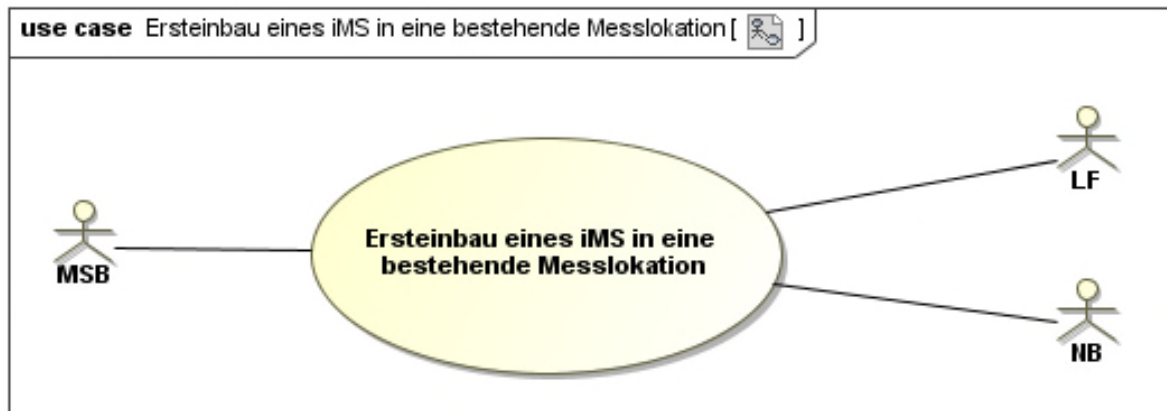 use case Ersteinbau eines iMS in eine bestehende Messlokation [ ]
LF
Ersteinbau eines iMS in eine
bestehende Messlokation
MSB
NB